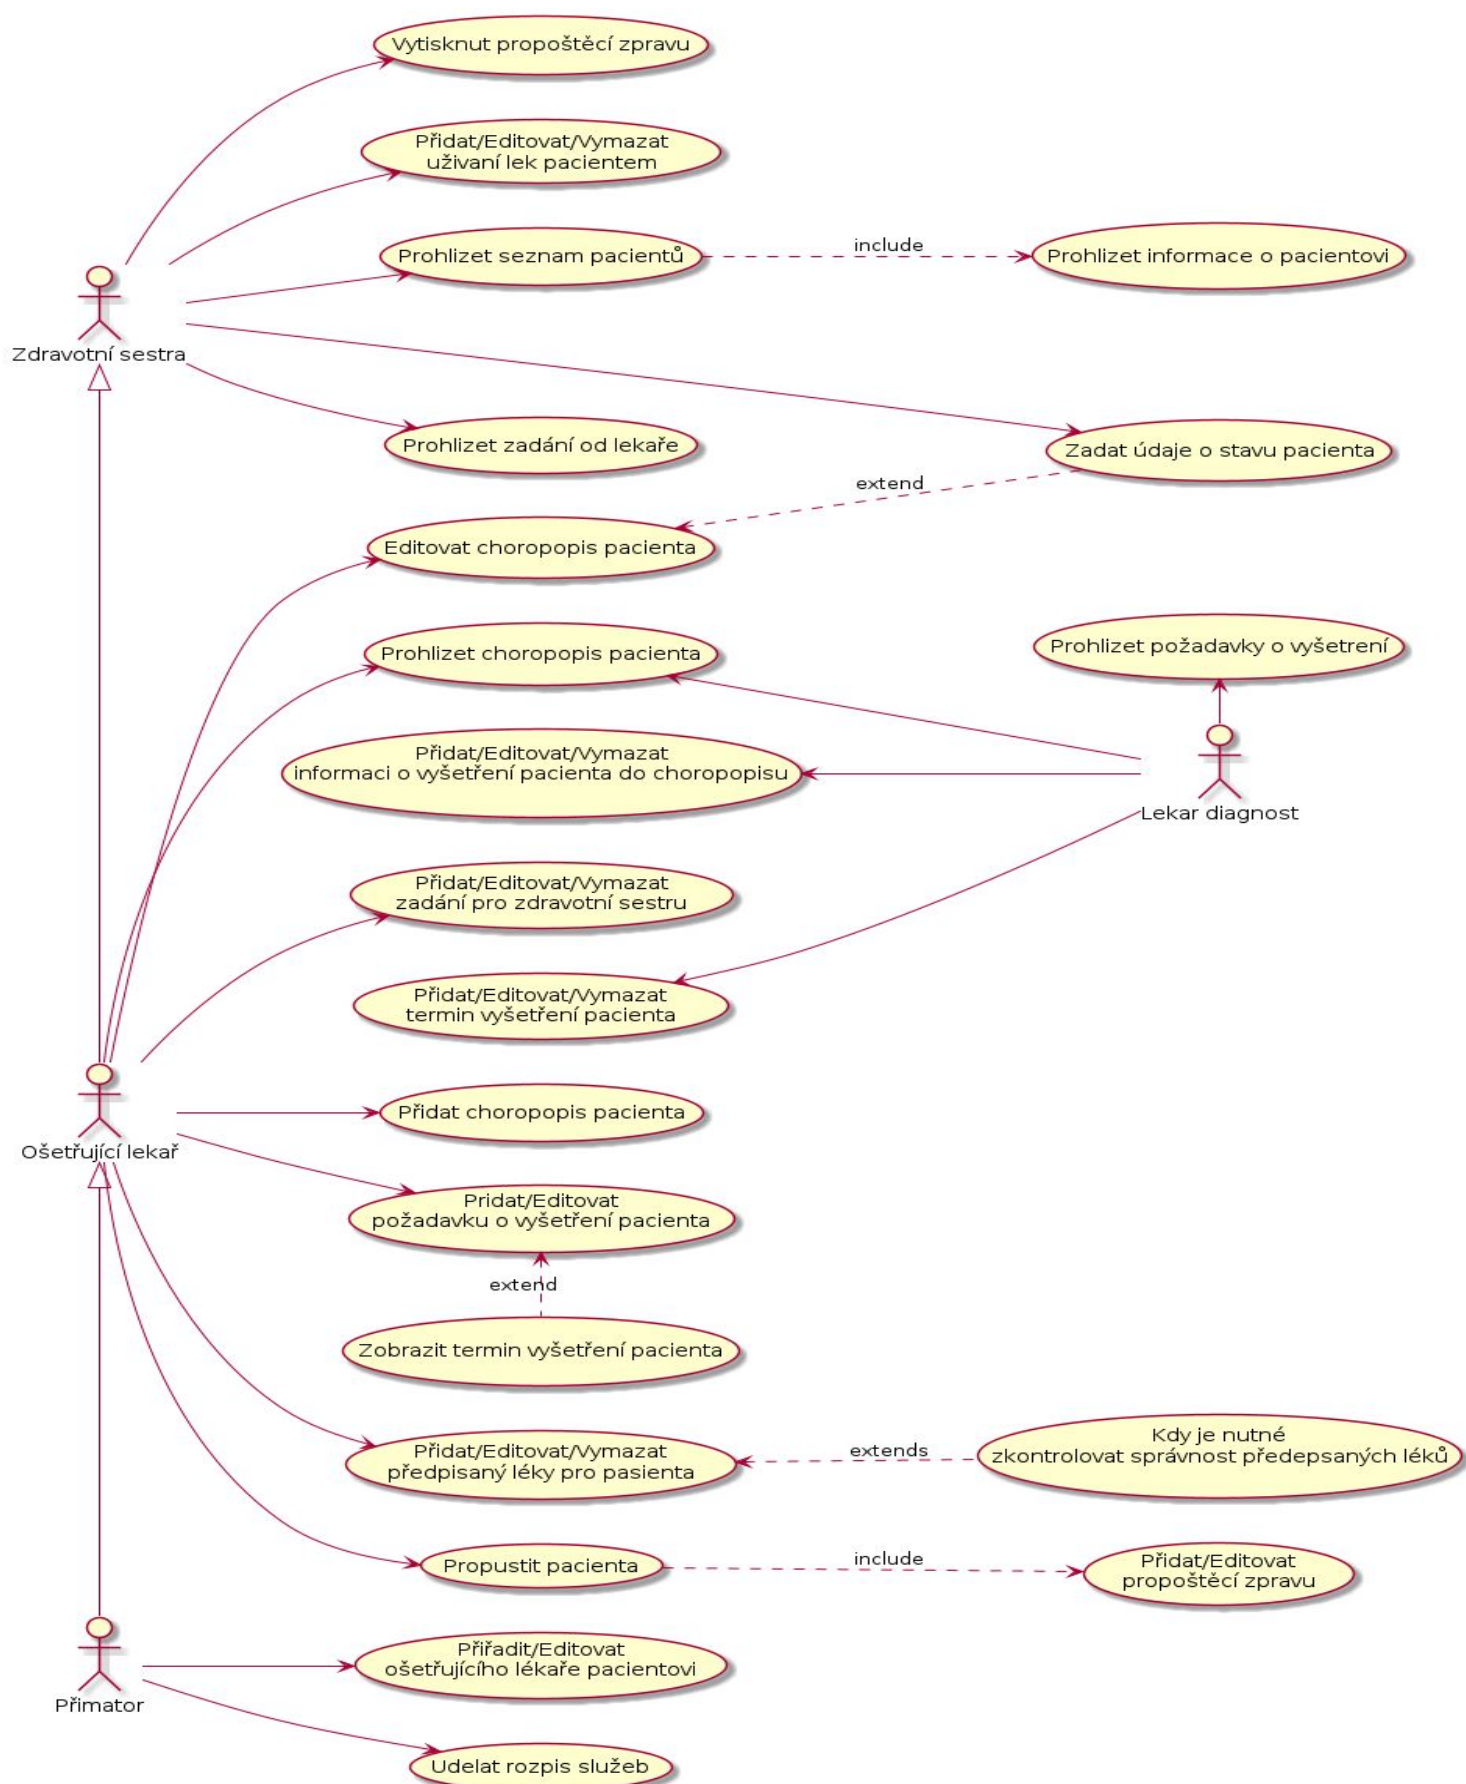 Vytisknut propoštěcí zpravu
Přidat/Editovat/Vymazat
uživaní lek pacientem
Prohlizet seznam pacientů
include
Prohlizet informace o pacientovi
Zdravotní sestra
Prohlizet zadání od lekaře
Zadat údaje o stavu pacienta
extend
Editovat choropopis pacienta
Prohlizet choropopis pacienta
Prohlizet požadavky o vyšetrení
Přidat/Editovat/Vymazat
informaci o vyšetření pacienta do choropopisu
Lekar diagnost
Přidat/Editovat/Vymazat
zadání pro zdravotní sestru
Přidat/Editovat/Vymazat
termin vyšetření pacienta
Přidat choropopis pacienta
Ošetřující lekař
Pridat/Editovat
požadavku o vyšetření pacienta
extend
Zobrazit termin vyšetření pacienta
Přidat/Editovat/Vymazat
předpisaný léky pro pasienta
extends
Kdy je nutné
zkontrolovat správnost předepsaných léků
Propustit pacienta
include
Přidat/Editovat
propoštěcí zpravu
Přiřadit/Editovat
ošetřujícího lékaře pacientovi
Přimator
Udelat rozpis služeb